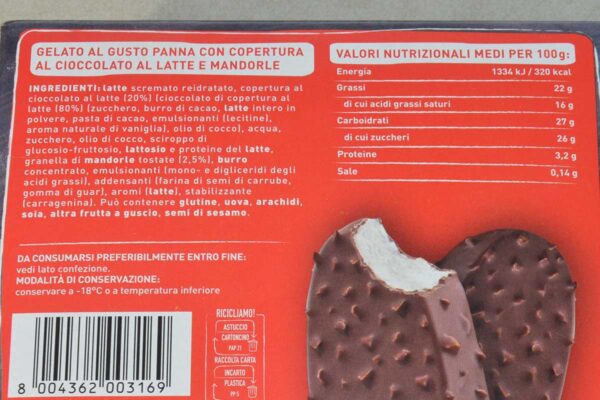 GELATO AL GUSTO PANNA CON COPERTURA
AL CIOCCOLATO AL LATTE E MANDORLE
INGREDIENTI: latte scremato reidratato, copertura al
cioccolato al latte (20%) (cioccolato di copertura al
latte (80%) (zucchero, burro di cacao, latte intero in
polvere, pasta di cacao, emulsionanti (lecitine),
aroma naturale di vaniglia), olio di cocco), acqua,
zucchero, olio di cocco, sciroppo di
glucosio-fruttosio, lattosio e proteine del latte,
granella di mandorle tostate (2,5%), burro
concentrato, emulsionanti (mono- e digliceridi degli
acidi grassi), addensanti (farina di semi di carrube,
gomma di guar), aromi (latte), stabilizzante
(carragenina). Può contenere glutine, uova, arachidi,
soia, altra frutta a guscio, semi di sesamo.
DA CONSUMARSI PREFERIBILMENTE ENTRO FINE:
vedi lato confezione.
MODALITÀ DI CONSERVAZIONE:
conservare a -18°C o a temperatura inferiore
8 004362 003169
RICICLIAMO!
ASTUCCIO
CARTONCINO
PAP 21
RACCOLTA CARTA
INCARTO
PLASTICA
PP 5
VALORI NUTRIZIONALI MEDI PER 100g:
Energia 1334 kJ / 320 kcal
Grassi 22 g
di cui acidi grassi saturi 16 g
Carboidrati 27 g
di cui zuccheri 26 g
Proteine 3,2 g
Sale 0,14 g